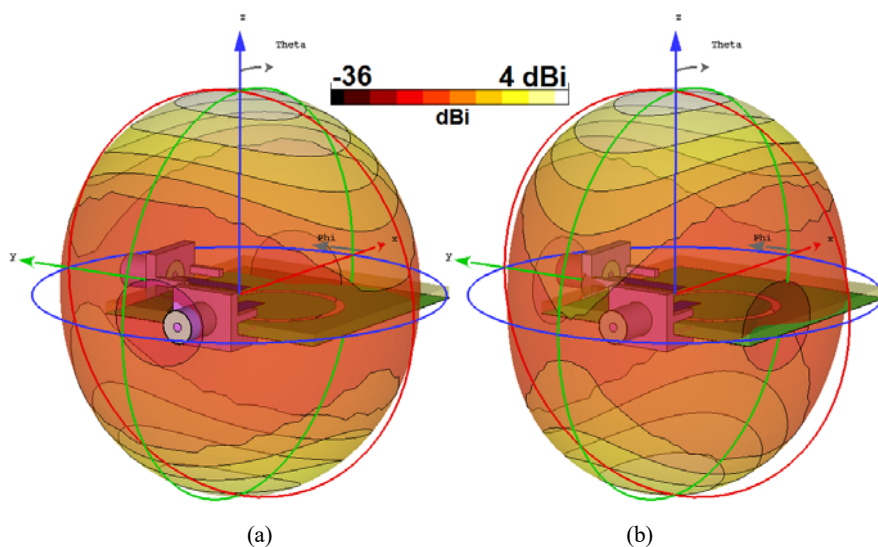 z
Theta
-36 4 dBi
dBi
z
Theta
y
Phi
x
y
Phi
x
(a)
(b)